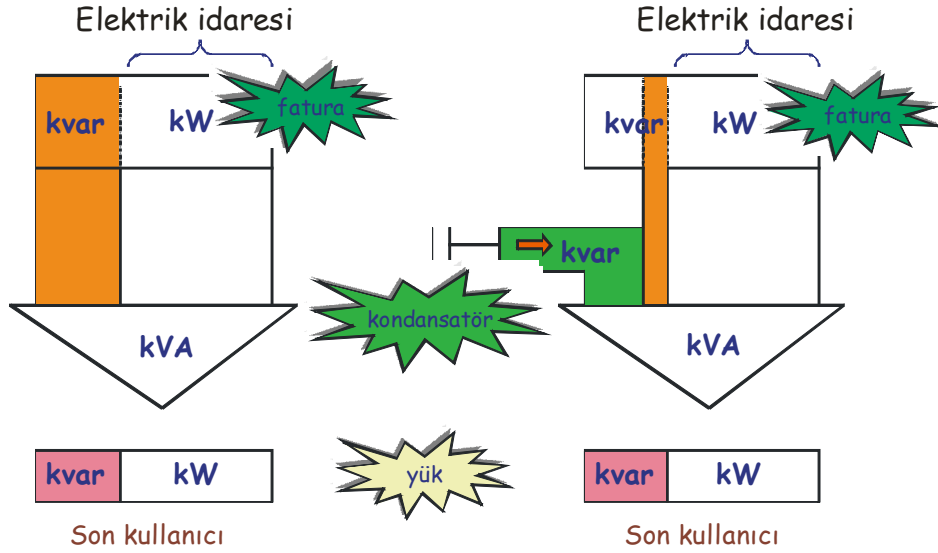 Elektrik idaresi
Elektrik idaresi
kvar
kW
fatura
kvar
kW
fatura
kvar
kondansatör
kVA
kVA
kvar
kW
yük
kvar
kW
Son kullanıcı
Son kullanıcı